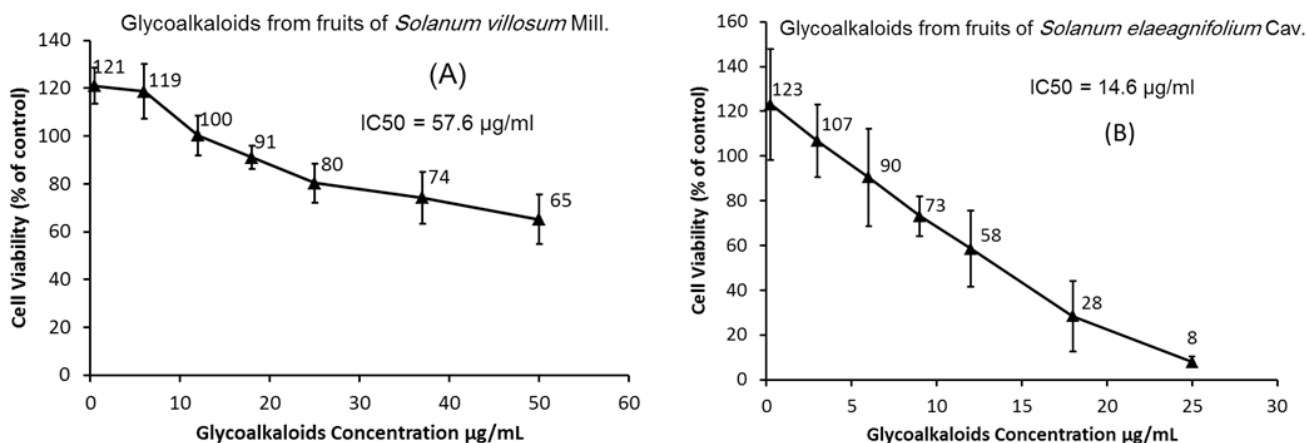 Glycoalkaloids from fruits of Solanum villosum Mill.
(A)
IC50 = 57.6 µg/ml
Cell Viability (% of control)
140
120
100
80
60
40
20
0
121
119
100
91
80
74
65
0 10 20 30 40 50 60
Glycoalkaloids Concentration µg/mL
Glycoalkaloids from fruits of Solanum elaeagnifolium Cav.
IC50 = 14.6 µg/ml
(B)
Cell Viability (% of control)
160
140
120
100
80
60
40
20
0
123
107
90
73
58
28
8
0 5 10 15 20 25 30
Glycoalkaloids Concentration µg/mL